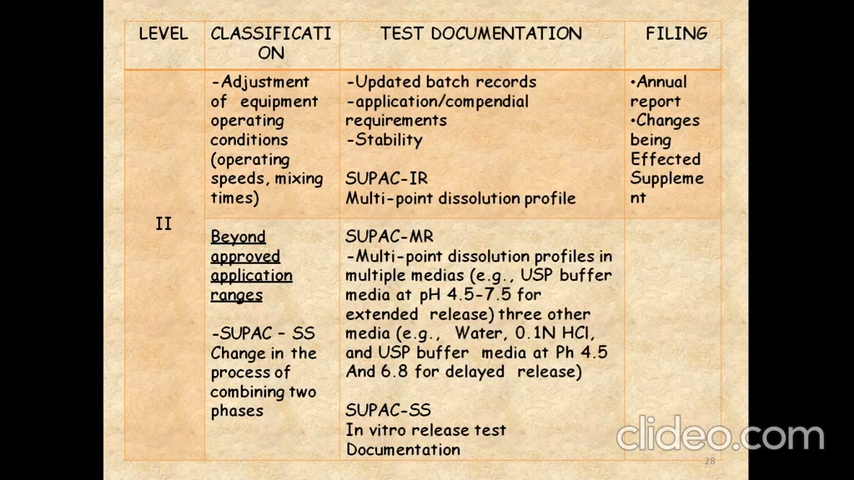 LEVEL
CLASSIFICATI
ON
TEST DOCUMENTATION
FILING
II
-Adjustment
of equipment
operating
conditions
(operating
speeds, mixing
times)
-Updated batch records
-application/compendial
requirements
-Stability
SUPAC-IR
Multi-point dissolution profile
•Annual
report
•Changes
being
Effected
Suppleme
nt
Beyond
approved
application
ranges
-SUPAC – SS
Change in the
process of
combining two
phases
SUPAC-MR
-Multi-point dissolution profiles in
multiple medias (e.g., USP buffer
media at pH 4.5-7.5 for
extended release) three other
media (e.g., Water, 0.1N HCl,
and USP buffer media at Ph 4.5
And 6.8 for delayed release)
SUPAC-SS
In vitro release test
Documentation
clideo.com
28